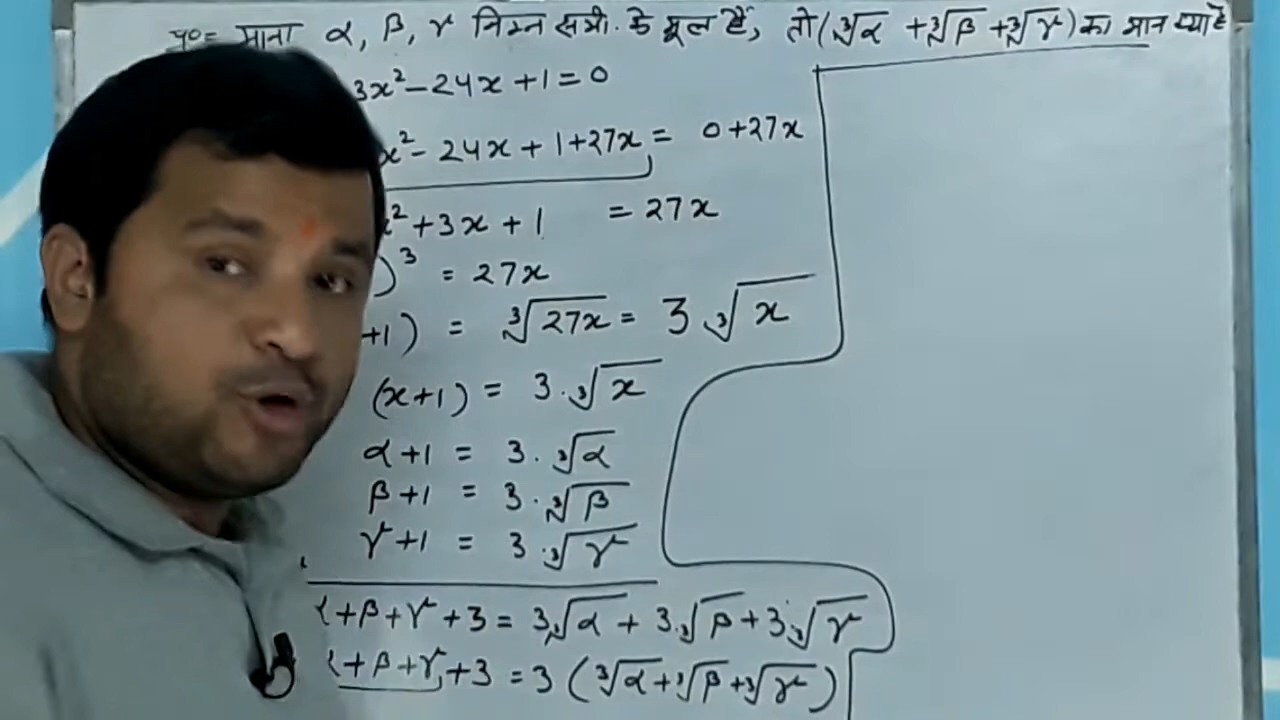 प्र०= माना α, β, γ निम्न समी. के मूल हैं, तो (∛α + ∛β + ∛γ) का मान क्या है
3x² - 24x + 1 = 0
x² - 24x + 1 + 27x = 0 + 27x
x² + 3x + 1 = 27x
)³ = 27x
+1) = ∛27x = 3 ∛x
(x+1) = 3.∛x
α + 1 = 3. ∛α
β + 1 = 3. ∛β
γ + 1 = 3. ∛γ
α + β + γ + 3 = 3∛α + 3.∛β + 3.∛γ
α + β + γ + 3 = 3 (∛α + ∛β + ∛γ)